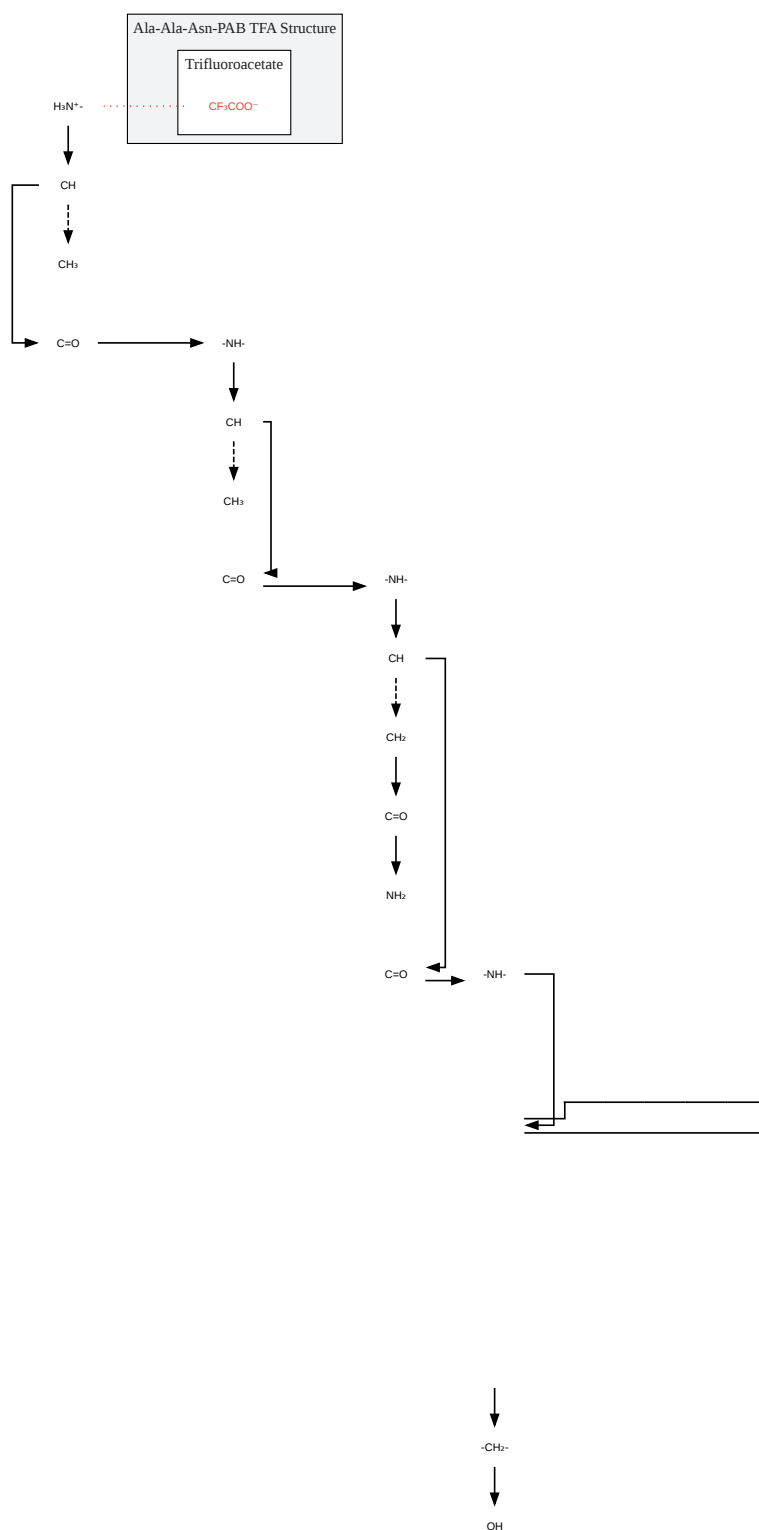 Ala-Ala-Asn-PAB TFA Structure
Trifluoroacetate
H₃N⁺-
CF₃COO⁻
CH
CH₃
C=O
-NH-
CH
CH₃
C=O
-NH-
CH
CH₂
C=O
NH₂
C=O
-NH-
-CH₂-
OH